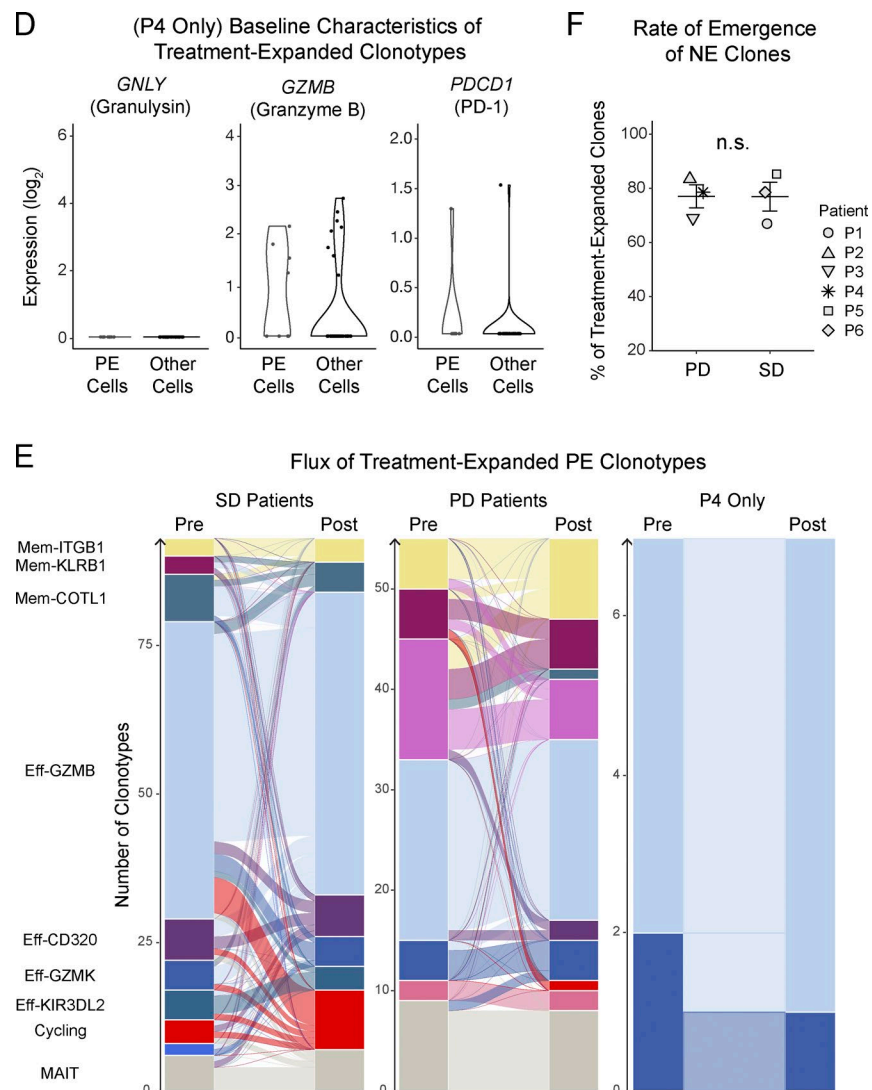 D
(P4 Only) Baseline Characteristics of
Treatment-Expanded Clonotypes
GNLY
(Granulysin)
GZMB
(Granzyme B)
PDCD1
(PD-1)
Expression (log2)
6
4
2
0
4
3
2
1
0
2.0
1.5
1.0
0.5
0.0
PE
Cells
Other
Cells
PE
Cells
Other
Cells
PE
Cells
Other
Cells
F
Rate of Emergence
of NE Clones
% of Treatment-Expanded Clones
100
80
60
40
20
n.s.
PD
SD
Patient
P1
P2
P3
P4
P5
P6
E
Flux of Treatment-Expanded PE Clonotypes
SD Patients
Pre
Post
PD Patients
Pre
Post
P4 Only
Pre
Post
Mem-ITGB1
Mem-KLRB1
Mem-COTL1
Eff-GZMB
Eff-CD320
Eff-GZMK
Eff-KIR3DL2
Cycling
MAIT
Number of Clonotypes
75
50
25
0
50
40
30
20
10
0
6
4
2
0